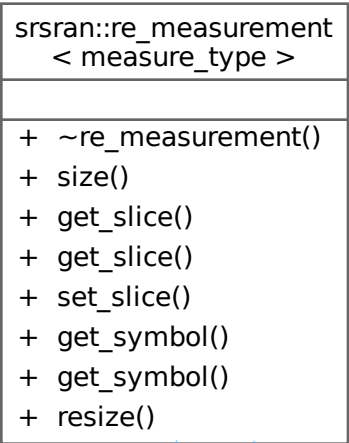 srsran::re_measurement
< measure_type >
+ ~re_measurement()
+ size()
+ get_slice()
+ get_slice()
+ set_slice()
+ get_symbol()
+ get_symbol()
+ resize()